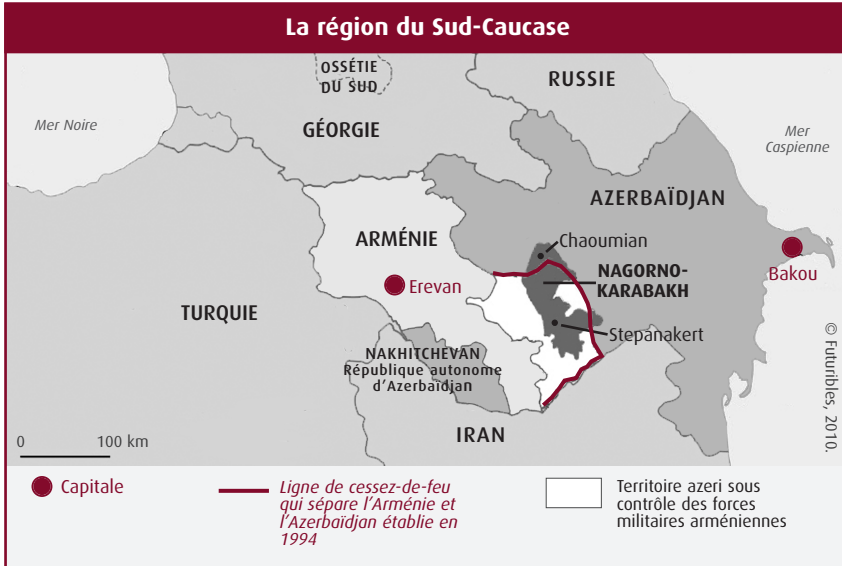 La région du Sud-Caucase
OSSÉTIE
DU SUD
RUSSIE
Mer Noire
GÉORGIE
Mer
Caspienne
AZERBAÏDJAN
ARMÉNIE
Chaoumian
NAGORNO-
KARABAKH
Bakou
Erevan
TURQUIE
Stepanakert
NAKHITCHEVAN
République autonome
d'Azerbaïdjan
© Futuribles, 2010.
IRAN
0 100 km
Capitale
Ligne de cessez-de-feu
qui sépare l'Arménie et
l'Azerbaïdjan établie en
1994
Territoire azeri sous
contrôle des forces
militaires arméniennes